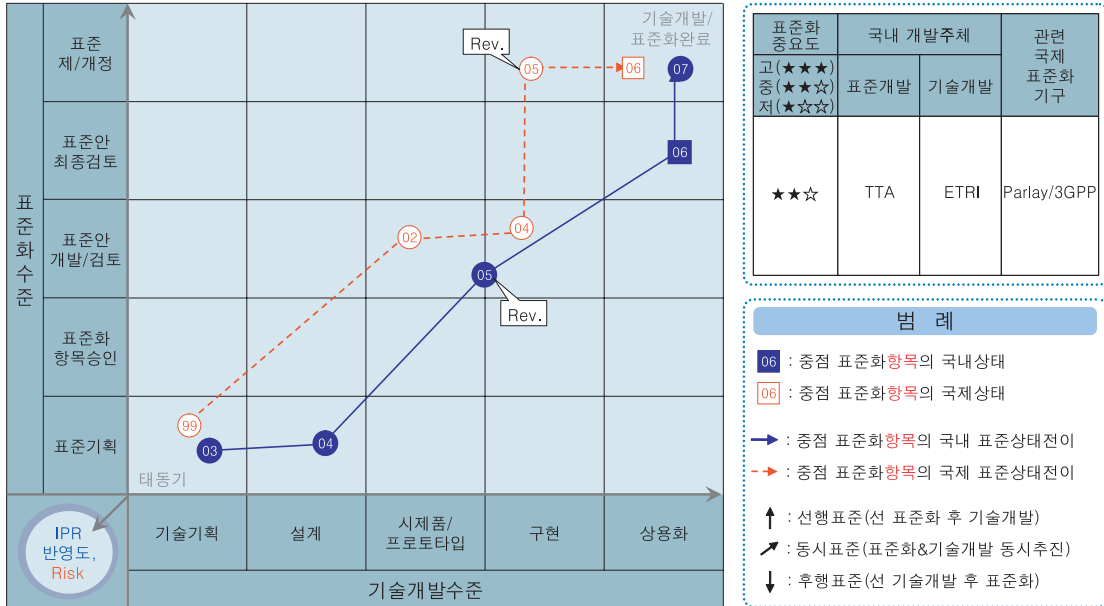 표준
제/개정
표준안
최종검토
표준안
개발/검토
표준화
항목승인
표준기획
표준화수준
기술개발/
표준화완료
Rev.
05
06
07
06
02
04
05
Rev.
99
03
04
태동기
IPR
반영도,
Risk
기술기획
설계
시제품/
프로토타입
구현
상용화
기술개발수준
표준화
중요도
고(★★★)
중(★★☆)
저(★☆☆)
국내 개발주체
표준개발
기술개발
관련
국제
표준화
기구
★★☆
TTA
ETRI
Parlay/3GPP
범 례
06 : 중점 표준화항목의 국내상태
06 : 중점 표준화항목의 국제상태
: 중점 표준화항목의 국내 표준상태전이
: 중점 표준화항목의 국제 표준상태전이
: 선행표준(선 표준화 후 기술개발)
: 동시표준(표준화&기술개발 동시추진)
: 후행표준(선 기술개발 후 표준화)